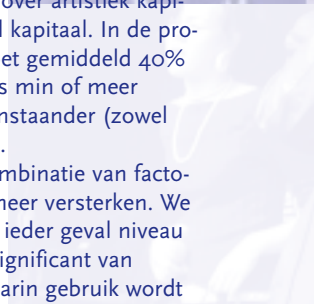 over artistiek kapi-
l kapitaal. In de pro-
et gemiddeld 40%
s min of meer
nstaander (zowel
.
mbinatie van facto-
meer versterken. We
ieder geval niveau
ignificant van
arin gebruik wordt